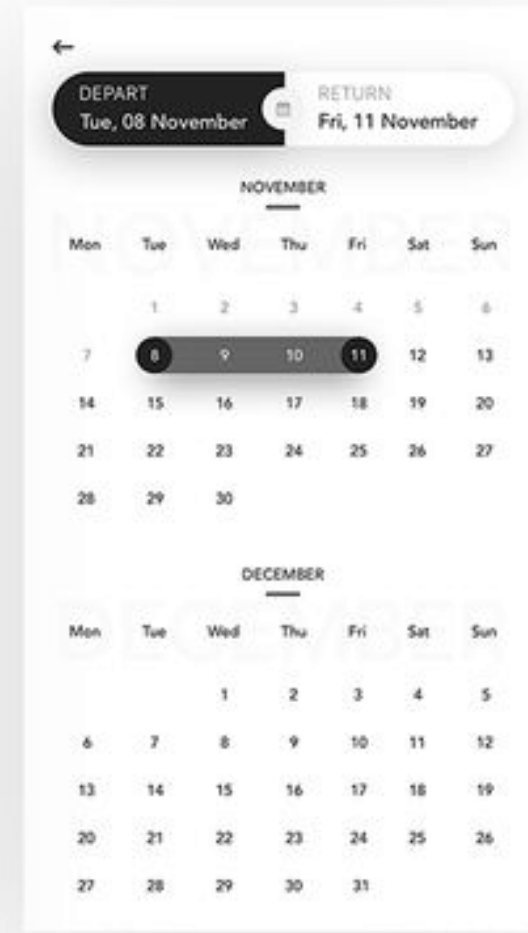 DEPART
Tue, 08 November
RETURN
Fri, 11 November
NOVEMBER
NOVEMBER
Mon Tue Wed Thu Fri Sat Sun
1 2 3 4 5 6
7 8 9 10 11 12 13
14 15 16 17 18 19 20
21 22 23 24 25 26 27
28 29 30
DECEMBER
DECEMBER
Mon Tue Wed Thu Fri Sat Sun
1 2 3 4 5
6 7 8 9 10 11 12
13 14 15 16 17 18 19
20 21 22 23 24 25 26
27 28 29 30 31